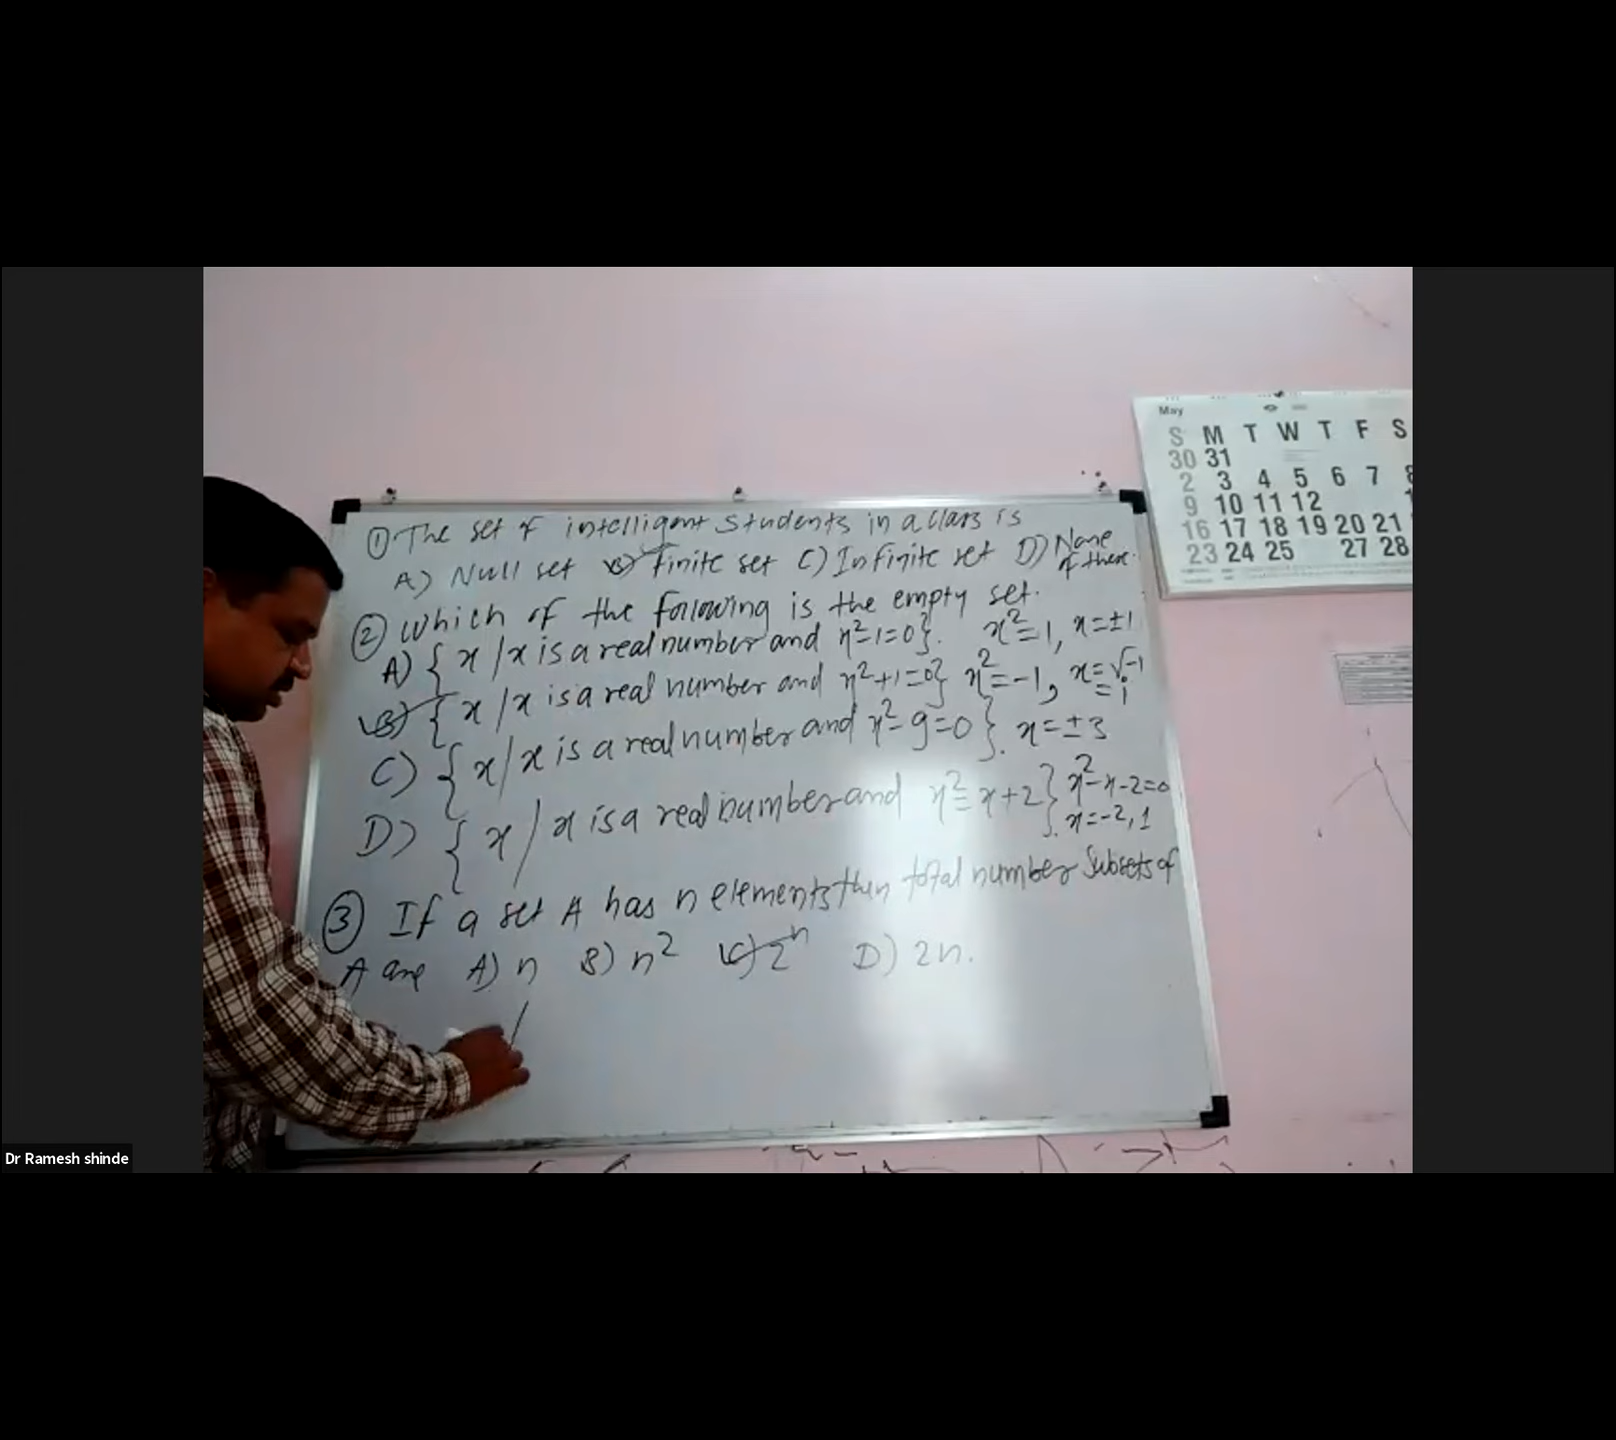 ① The set of intelligent students in a class is
A) Null set B) finite set C) Infinite set D) None of these.
② Which of the following is the empty set.
A) { x / x is a real number and x²-1=0}. x²=1, x=±1
B) { x / x is a real number and x²+1=0} x²=-1, x=√-1
= i
C) { x / x is a real number and x²-9=0}. x=±3
D) { x / x is a real number and x²=x+2}. x²-x-2=0
x=-2,1
③ If a set A has n elements then total number subsets of
A are A) n B) n² C) 2ⁿ D) 2n.
May
S M T W T F S
30 31
2 3 4 5 6 7 8
9 10 11 12
16 17 18 19 20 21
23 24 25 27 28
Dr Ramesh shinde